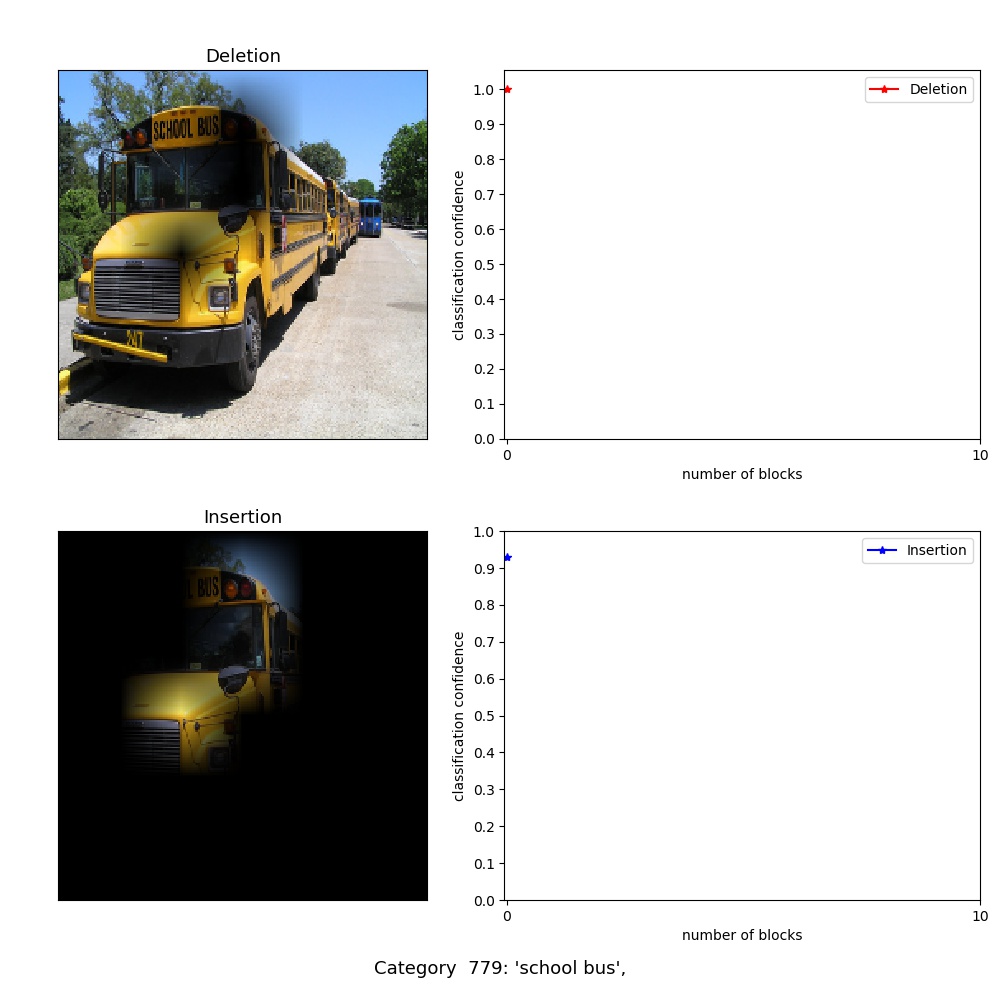 Deletion
SCHOOL BUS
1.0
0.9
0.8
0.7
0.6
0.5
0.4
0.3
0.2
0.1
0.0
0
10
classification confidence
number of blocks
Deletion
Insertion
L BUS
1.0
0.9
0.8
0.7
0.6
0.5
0.4
0.3
0.2
0.1
0.0
0
10
classification confidence
number of blocks
Insertion
Category  779: 'school bus',